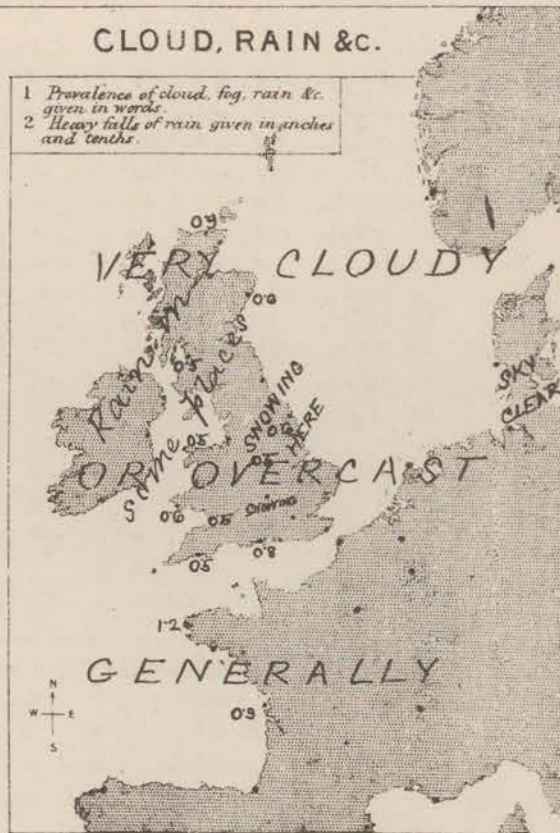 CLOUD, RAIN &c.
1 Prevalence of cloud, fog, rain &c.
given in words.
2 Heavy falls of rain given in inches
and tenths.
VERY CLOUDY
OR OVERCAST
GENERALLY
Rain in
some places
SNOWING
HERE
SKY
CLEAR
0.6
0.5
0.5
0.6
0.5
0.6
0.5
0.5
0.8
1.2
0.9
N
W E
S